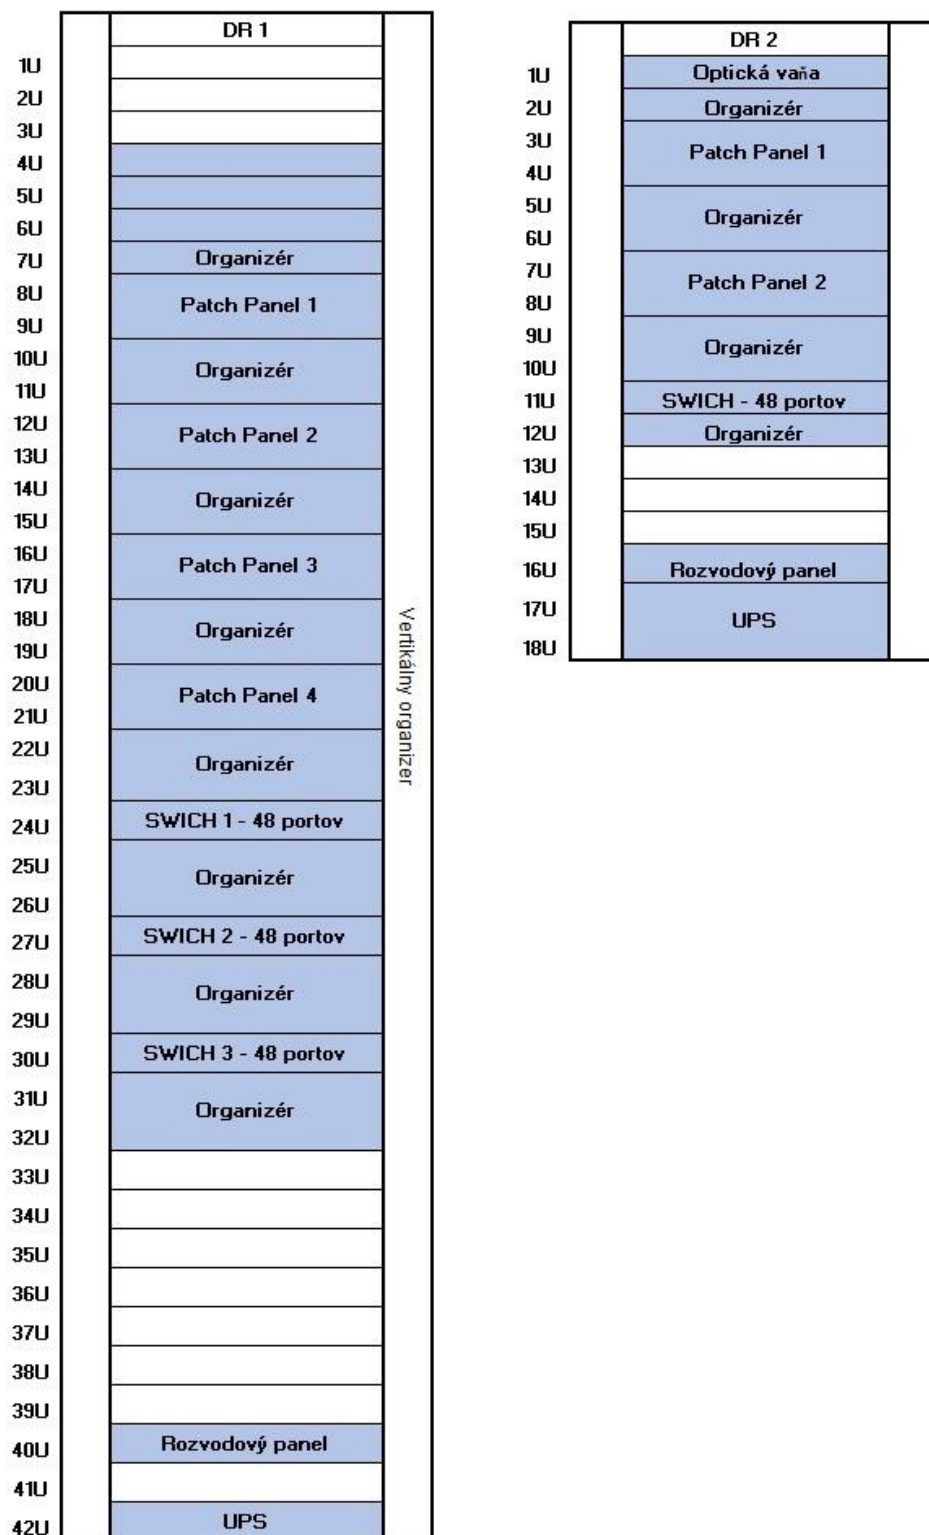 DR 1
1U
2U
3U
4U
5U
6U
7U Organizér
8U
Patch Panel 1
9U
10U
Organizér
11U
12U
Patch Panel 2
13U
14U
Organizér
15U
16U
Patch Panel 3
17U
18U
Organizér
19U
20U
Patch Panel 4
21U
22U
Organizér
23U
24U SWICH 1 - 48 portov
25U
Organizér
26U
27U SWICH 2 - 48 portov
28U
Organizér
29U
30U SWICH 3 - 48 portov
31U
Organizér
32U
33U
34U
35U
36U
37U
38U
39U
40U Rozvodový panel
41U
42U UPS
Vertikálny organizer
DR 2
1U Optická vaňa
2U Organizér
3U
Patch Panel 1
4U
5U
Organizér
6U
7U
Patch Panel 2
8U
9U
Organizér
10U
11U SWICH - 48 portov
12U Organizér
13U
14U
15U
16U Rozvodový panel
17U
UPS
18U